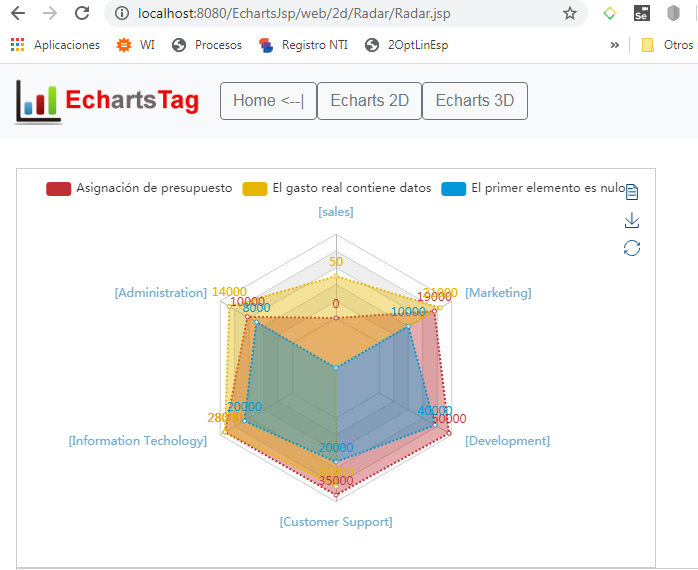 localhost:8080/EchartsJsp/web/2d/Radar/Radar.jsp
Se
Aplicaciones WI Procesos Registro NTI 2OptLinEsp » Otros
EchartsTag
Home <--| Echarts 2D Echarts 3D
Asignación de presupuesto El gasto real contiene datos El primer elemento es nulo
[sales]
50
14000
[Administration]
[Marketing]
19000
10000
0
8000
10000
20000
40000
50000
[Information Techology]
[Development]
20000
35000
[Customer Support]